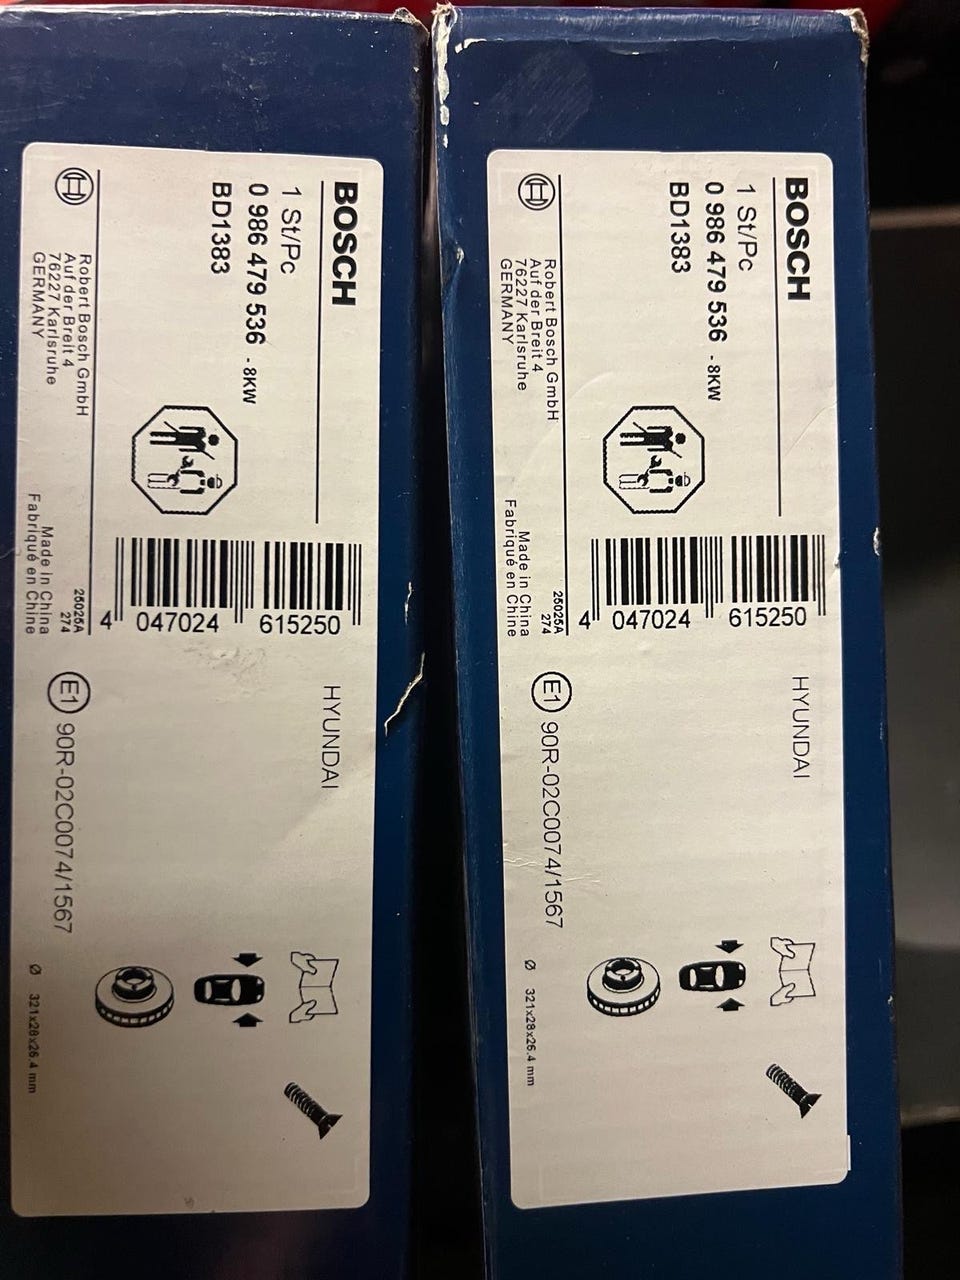 BOSCH
1 St/Pc
0 986 479 536 - 8KW
BD1383
Robert Bosch GmbH
Auf der Breit 4
76227 Karlsruhe
GERMANY
25025A
274
Made in China
Fabriqué en Chine
4 047024 615250
HYUNDAI
E1 90R-02C0074/1567
Ø 321x28x26.4 mm
BOSCH
1 St/Pc
0 986 479 536 - 8KW
BD1383
Robert Bosch GmbH
Auf der Breit 4
76227 Karlsruhe
GERMANY
25025A
274
Made in China
Fabriqué en Chine
4 047024 615250
HYUNDAI
E1 90R-02C0074/1567
Ø 321x28x26.4 mm